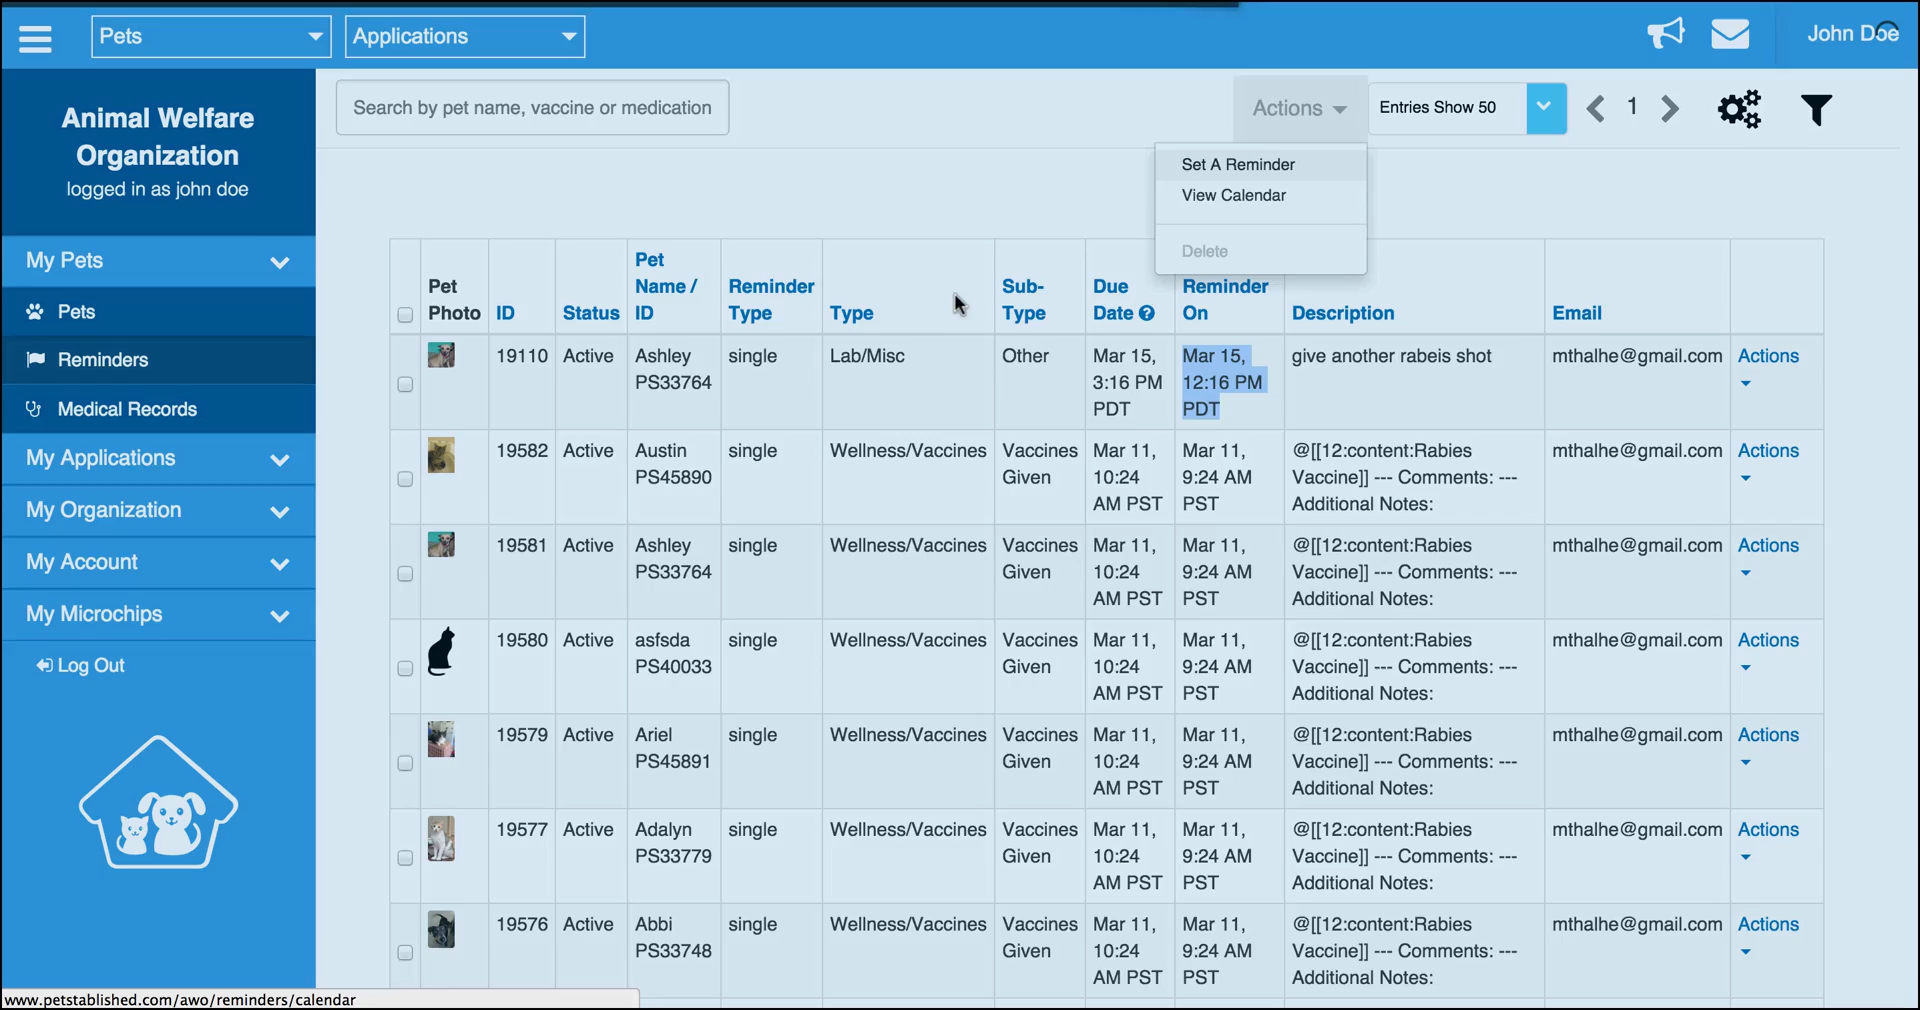 Pets
Applications
John Doe
Animal Welfare
Organization
logged in as john doe
My Pets
Pets
Reminders
Medical Records
My Applications
My Organization
My Account
My Microchips
Log Out
Search by pet name, vaccine or medication
Actions
Entries Show 50
1
Set A Reminder
View Calendar
Delete
Pet
Photo
ID
Status
Pet
Name /
ID
Reminder
Type
Type
Sub-
Type
Due
Date
Reminder
On
Description
Email
19110
Active
Ashley
PS33764
single
Lab/Misc
Other
Mar 15,
3:16 PM
PDT
Mar 15,
12:16 PM
PDT
give another rabeis shot
mthalhe@gmail.com
Actions
19582
Active
Austin
PS45890
single
Wellness/Vaccines
Vaccines
Given
Mar 11,
10:24
AM PST
Mar 11,
9:24 AM
PST
@[[12:content:Rabies
Vaccine]] --- Comments: ---
Additional Notes:
mthalhe@gmail.com
Actions
19581
Active
Ashley
PS33764
single
Wellness/Vaccines
Vaccines
Given
Mar 11,
10:24
AM PST
Mar 11,
9:24 AM
PST
@[[12:content:Rabies
Vaccine]] --- Comments: ---
Additional Notes:
mthalhe@gmail.com
Actions
19580
Active
asfsda
PS40033
single
Wellness/Vaccines
Vaccines
Given
Mar 11,
10:24
AM PST
Mar 11,
9:24 AM
PST
@[[12:content:Rabies
Vaccine]] --- Comments: ---
Additional Notes:
mthalhe@gmail.com
Actions
19579
Active
Ariel
PS45891
single
Wellness/Vaccines
Vaccines
Given
Mar 11,
10:24
AM PST
Mar 11,
9:24 AM
PST
@[[12:content:Rabies
Vaccine]] --- Comments: ---
Additional Notes:
mthalhe@gmail.com
Actions
19577
Active
Adalyn
PS33779
single
Wellness/Vaccines
Vaccines
Given
Mar 11,
10:24
AM PST
Mar 11,
9:24 AM
PST
@[[12:content:Rabies
Vaccine]] --- Comments: ---
Additional Notes:
mthalhe@gmail.com
Actions
19576
Active
Abbi
PS33748
single
Wellness/Vaccines
Vaccines
Given
Mar 11,
10:24
AM PST
Mar 11,
9:24 AM
PST
@[[12:content:Rabies
Vaccine]] --- Comments: ---
Additional Notes:
mthalhe@gmail.com
Actions
www.petstablished.com/awo/reminders/calendar